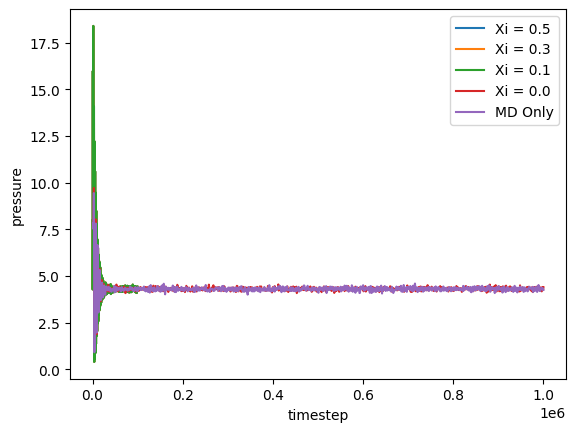 17.5
15.0
12.5
10.0
7.5
5.0
2.5
0.0
pressure
Xi = 0.5
Xi = 0.3
Xi = 0.1
Xi = 0.0
MD Only
0.0 0.2 0.4 0.6 0.8 1.0
1e6
timestep